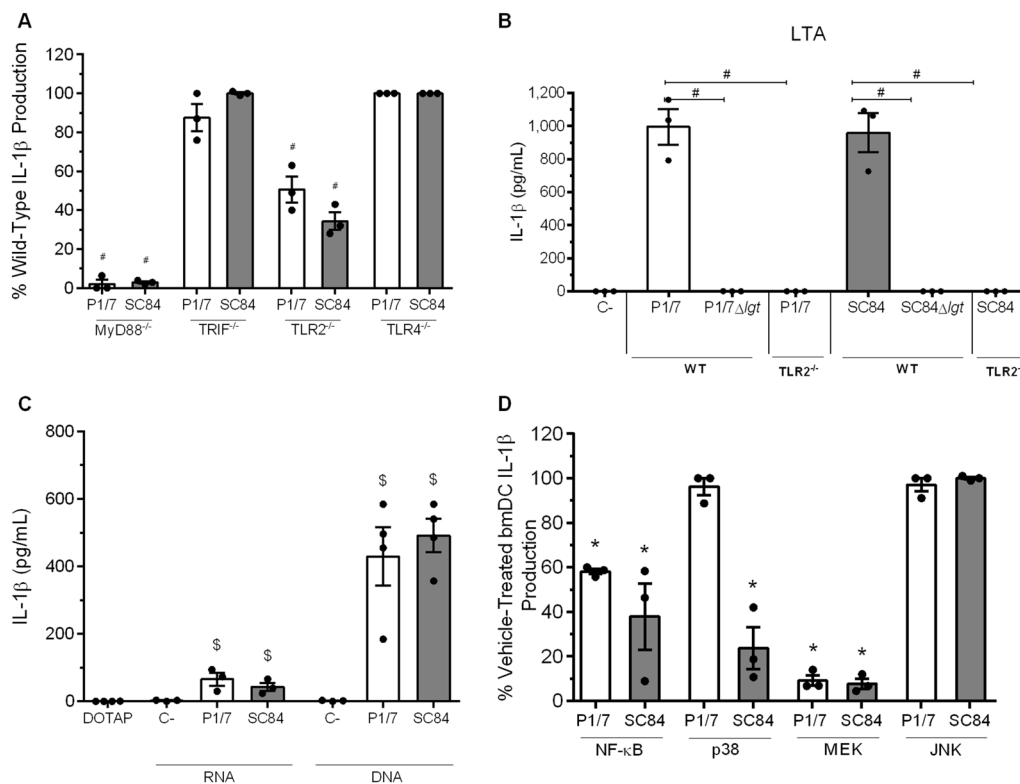 A
% Wild-Type IL-1β Production
120
100
80
60
40
20
0
# # # #
P1/7 SC84 P1/7 SC84 P1/7 SC84 P1/7 SC84
MyD88-/- TRIF-/- TLR2-/- TLR4-/-
B
LTA
IL-1β (pg/mL)
1,200
1,000
800
600
400
200
0
# #
# #
C- P1/7 P1/7Δlgt P1/7 SC84 SC84Δlgt SC84
WT TLR2-/- WT TLR2-
C
IL-1β (pg/mL)
800
600
400
200
0
$ $ $ $
DOTAP C- P1/7 SC84 C- P1/7 SC84
RNA DNA
D
% Vehicle-Treated bmDC IL-1β
Production
120
100
80
60
40
20
0
* * * * *
P1/7 SC84 P1/7 SC84 P1/7 SC84 P1/7 SC84
NF-κB p38 MEK JNK